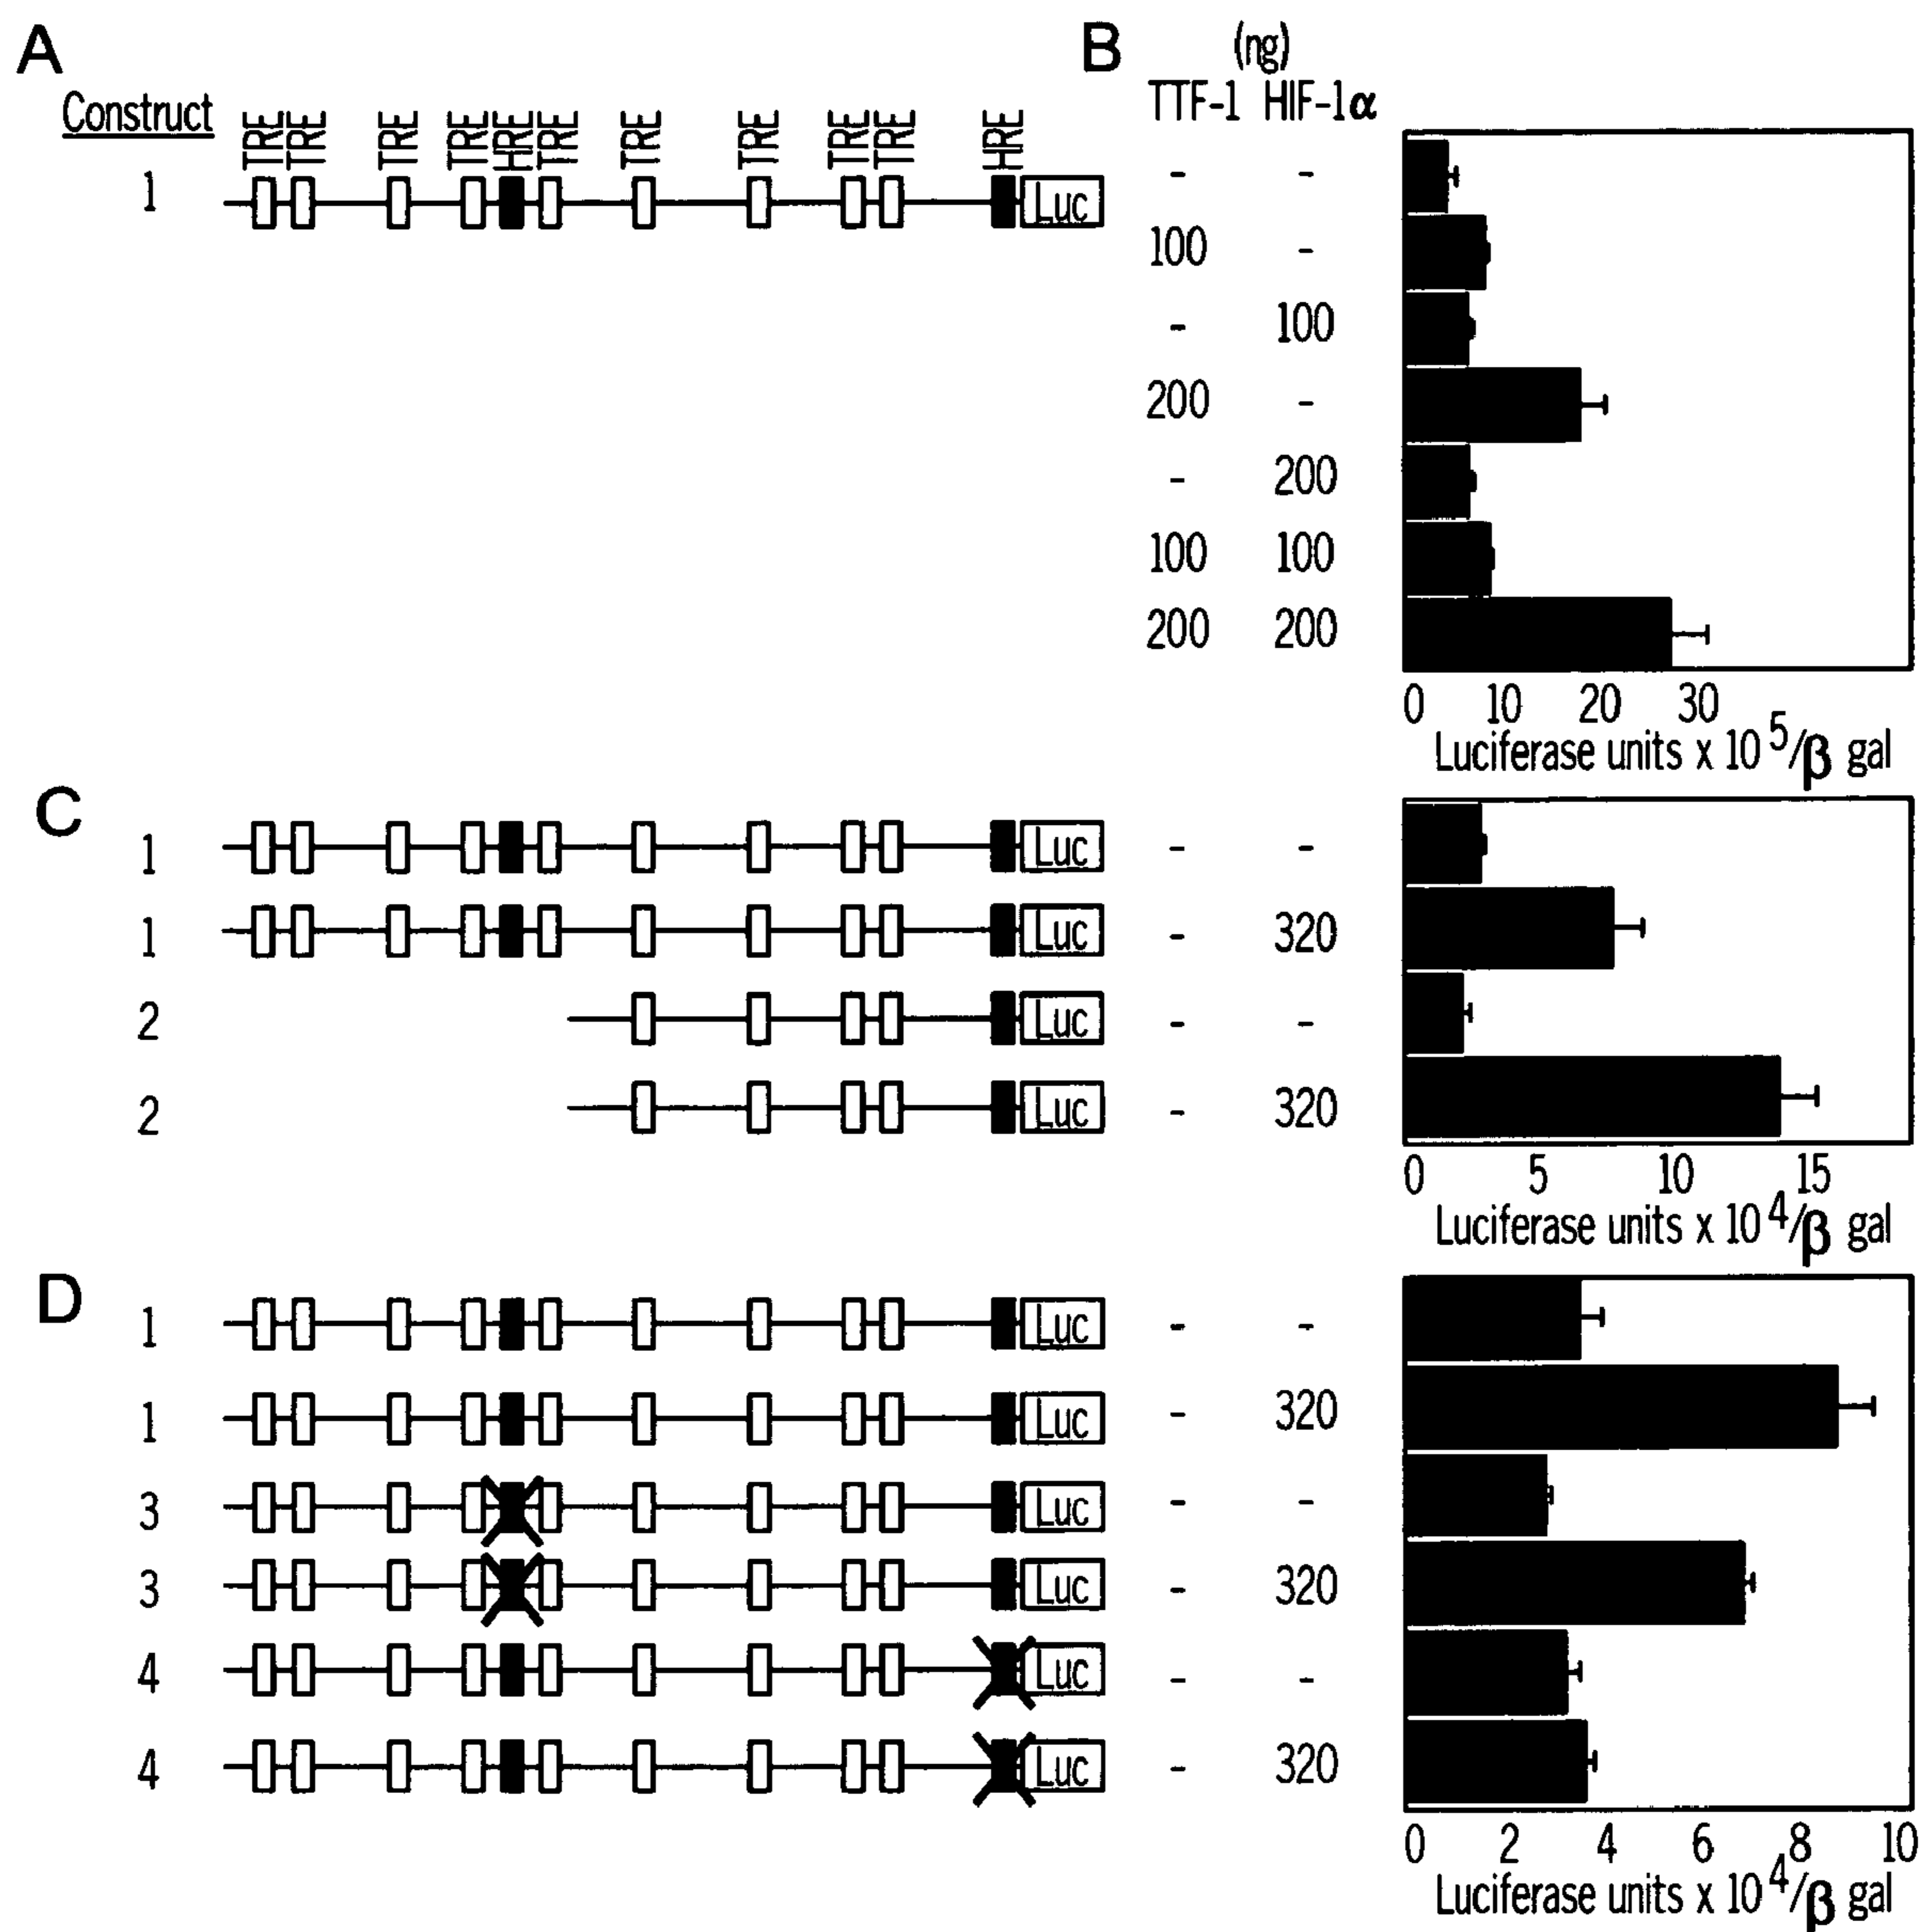 A
B
(ng)
TTF-1 HIF-1α
Construct
TRE TRE TRE TRE HRE TRE TRE TRE TRE TRE HRE
1 Luc - -
100 -
- 100
200 -
- 200
100 100
200 200
0 10 20 30
Luciferase units x 10 5/β gal
C
1 Luc - -
1 Luc - 320
2 Luc - -
2 Luc - 320
0 5 10 15
Luciferase units x 10 4/β gal
D
1 Luc - -
1 Luc - 320
3 Luc - -
3 Luc - 320
4 Luc - -
4 Luc - 320
0 2 4 6 8 10
Luciferase units x 10 4/β gal